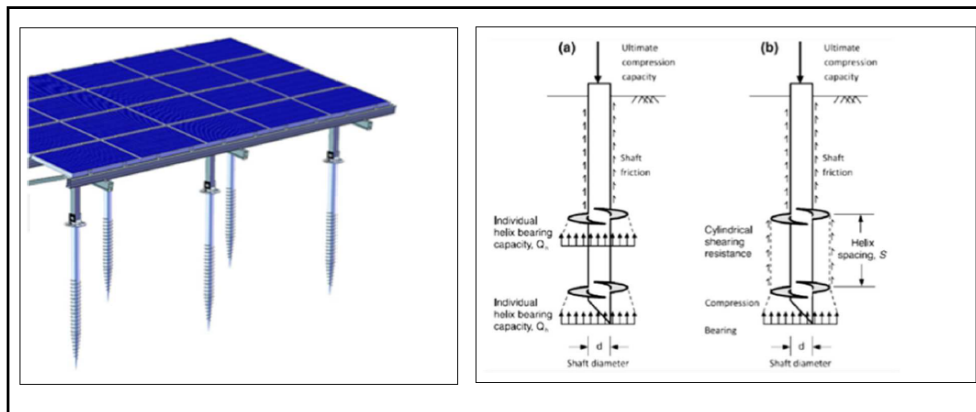 (a)
Ultimate
compression
capacity
Shaft
friction
Individual
helix bearing
capacity, Qₕ
Individual
helix bearing
capacity, Qₕ
d
Shaft diameter
(b)
Ultimate
compression
capacity
Shaft
friction
Cylindrical
shearing
resistance
Helix
spacing, S
Compression
Bearing
d
Shaft diameter